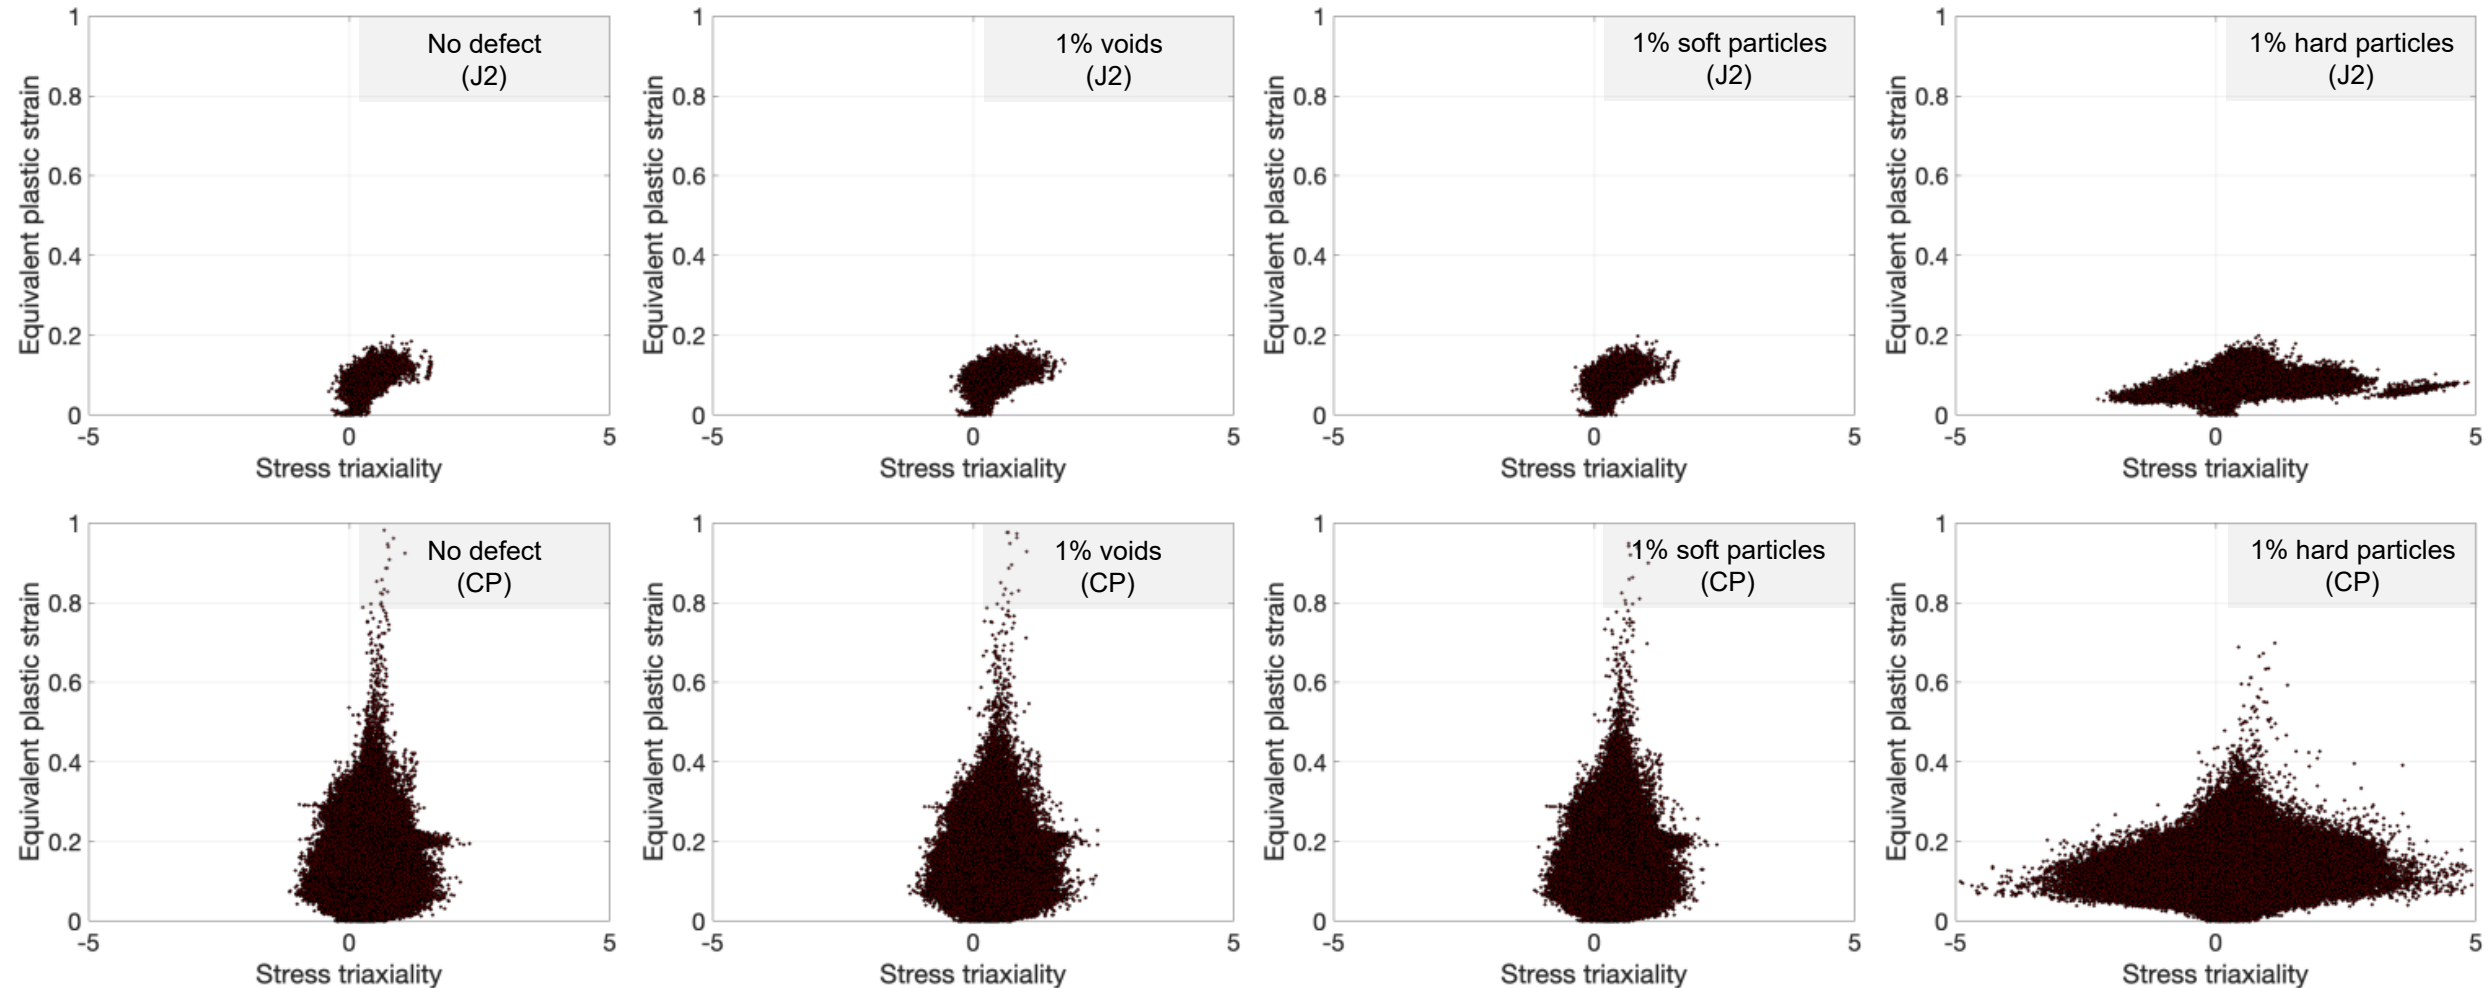 No defect
(J2)
1
0.8
0.6
0.4
0.2
0
-5
0
5
Equivalent plastic strain
Stress triaxiality
1% voids
(J2)
1
0.8
0.6
0.4
0.2
0
-5
0
5
Equivalent plastic strain
Stress triaxiality
1% soft particles
(J2)
1
0.8
0.6
0.4
0.2
0
-5
0
5
Equivalent plastic strain
Stress triaxiality
1% hard particles
(J2)
1
0.8
0.6
0.4
0.2
0
-5
0
5
Equivalent plastic strain
Stress triaxiality
No defect
(CP)
1
0.8
0.6
0.4
0.2
0
-5
0
5
Equivalent plastic strain
Stress triaxiality
1% voids
(CP)
1
0.8
0.6
0.4
0.2
0
-5
0
5
Equivalent plastic strain
Stress triaxiality
1% soft particles
(CP)
1
0.8
0.6
0.4
0.2
0
-5
0
5
Equivalent plastic strain
Stress triaxiality
1% hard particles
(CP)
1
0.8
0.6
0.4
0.2
0
-5
0
5
Equivalent plastic strain
Stress triaxiality